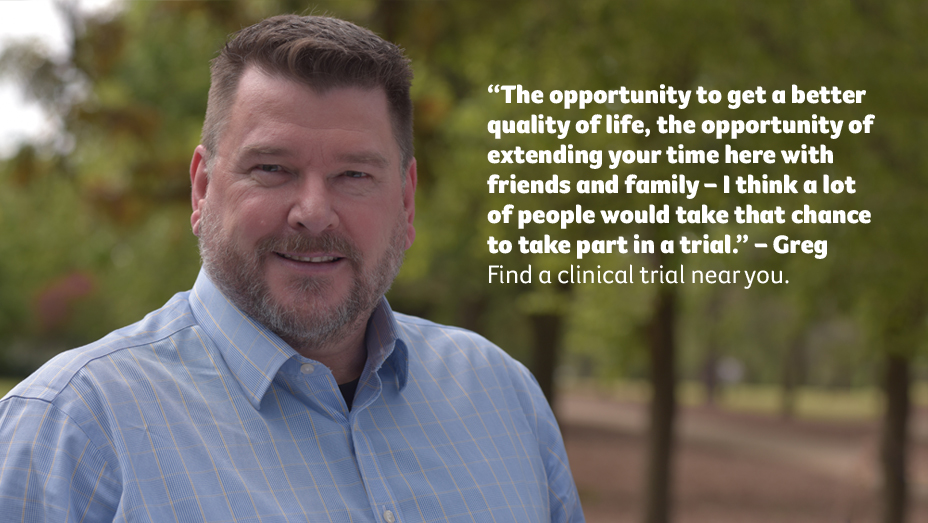 “The opportunity to get a better
quality of life, the opportunity of
extending your time here with
friends and family – I think a lot
of people would take that chance
to take part in a trial.” – Greg
Find a clinical trial near you.